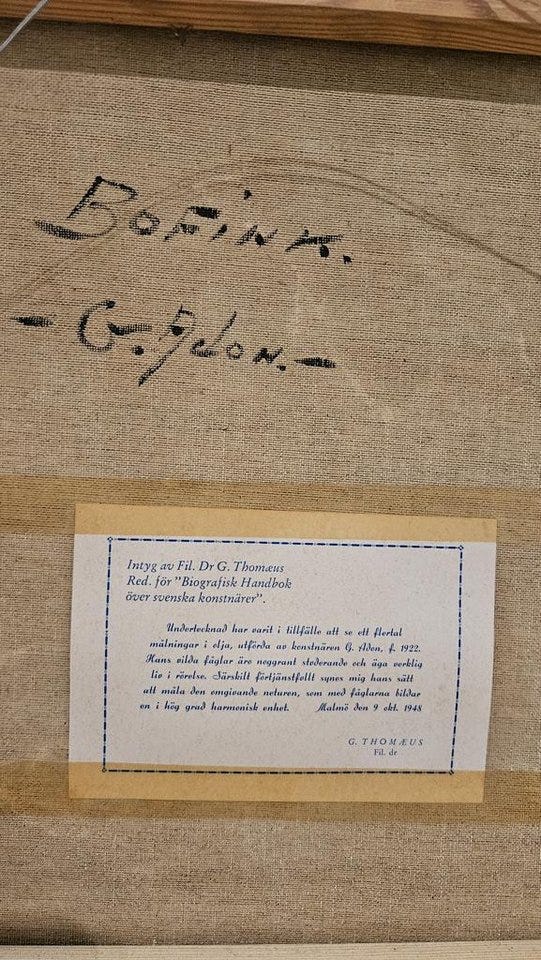 BOFINK.
- G. Adon. -
Intyg av Fil. Dr G. Thomæus
Red. för "Biografisk Handbok
över svenska konstnärer".
Undertecknad har varit i tillfälle att se ett flertal
målningar i olja, utförda av konstnären G. Adon, f. 1922.
Hans vilda fåglar äro noggrant studerande och äga verklig
liv i rörelse. Särskilt förtjänstfullt synes mig hans sätt
att måla den omgivande naturen, som med fåglarna bildar
en i hög grad harmonisk enhet. Malmö den 9 okt. 1948
G. THOMÆUS
Fil. dr